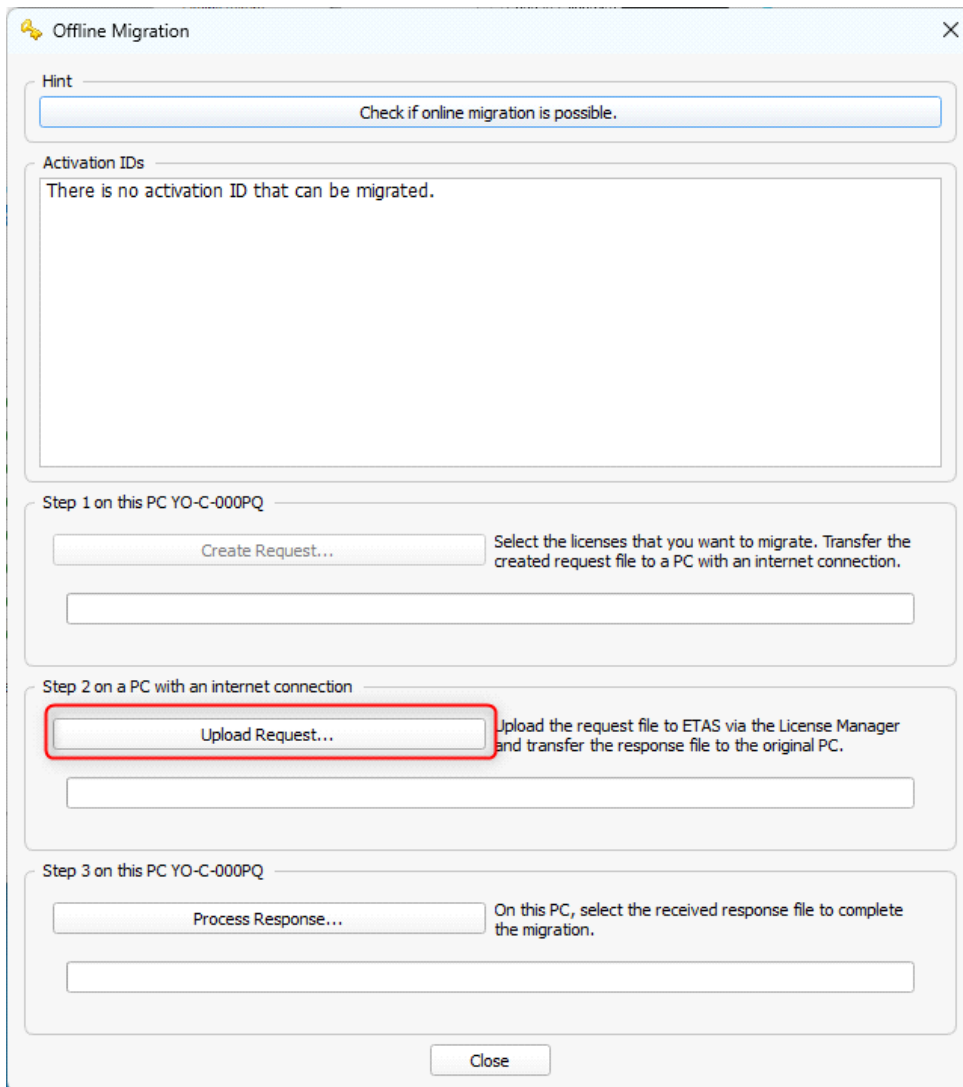 Offline Migration
Hint
Check if online migration is possible.
Activation IDs
There is no activation ID that can be migrated.
Step 1 on this PC YO-C-000PQ
Create Request...
Select the licenses that you want to migrate. Transfer the
created request file to a PC with an internet connection.
Step 2 on a PC with an internet connection
Upload Request...
Upload the request file to ETAS via the License Manager
and transfer the response file to the original PC.
Step 3 on this PC YO-C-000PQ
Process Response...
On this PC, select the received response file to complete
the migration.
Close